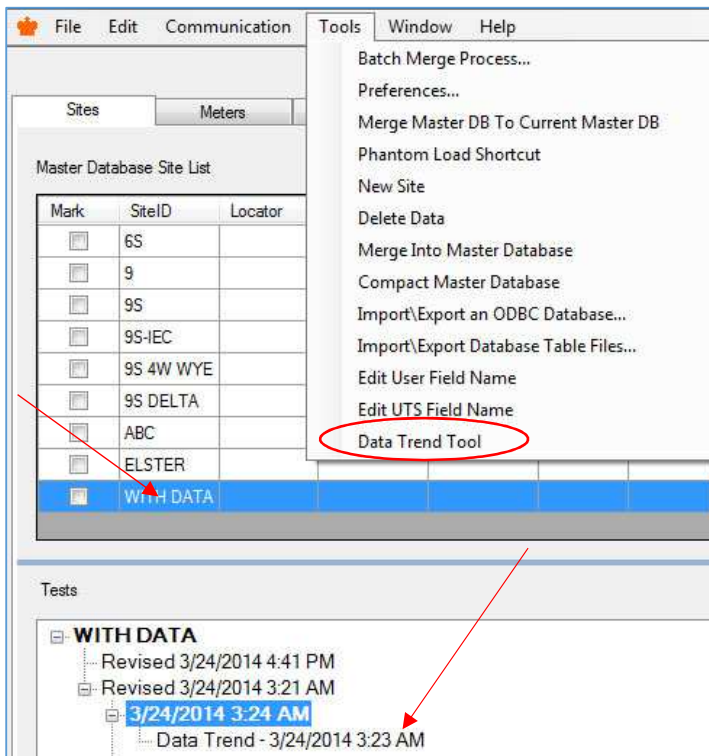 File Edit Communication Tools Window Help
Batch Merge Process...
Preferences...
Merge Master DB To Current Master DB
Phantom Load Shortcut
New Site
Delete Data
Merge Into Master Database
Compact Master Database
Import\Export an ODBC Database...
Import\Export Database Table Files...
Edit User Field Name
Edit UTS Field Name
Data Trend Tool
Sites Meters
Master Database Site List
Mark SiteID Locator
6S
9
9S
9S-IEC
9S 4W WYE
9S DELTA
ABC
ELSTER
WITH DATA
Tests
WITH DATA
Revised 3/24/2014 4:41 PM
Revised 3/24/2014 3:21 AM
3/24/2014 3:24 AM
Data Trend - 3/24/2014 3:23 AM